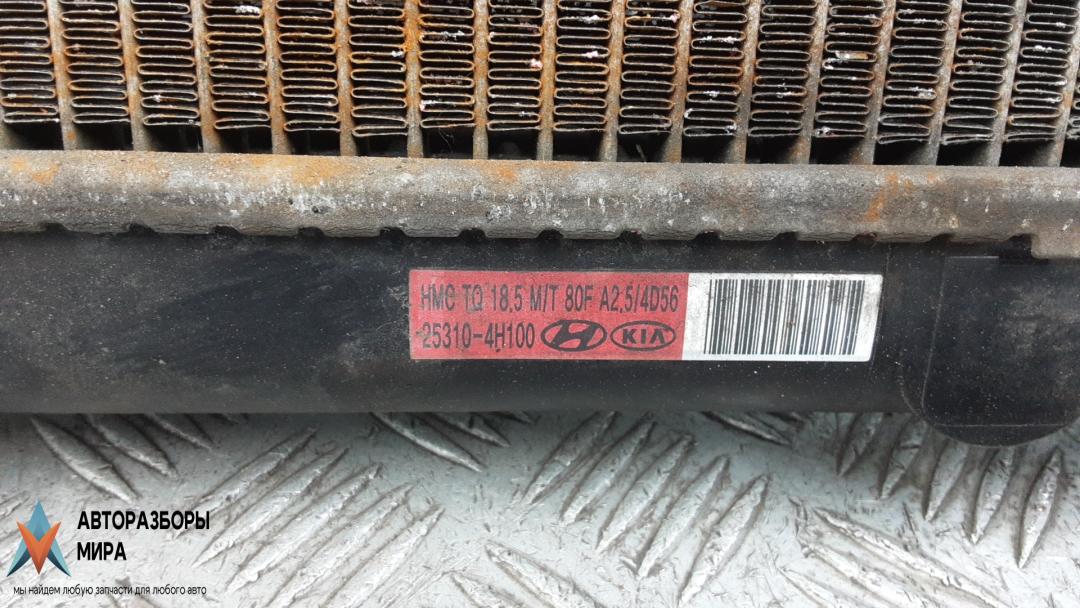 HMC TQ 18.5 M/T 80F A2.5/4D56
25310-4H100 KIA
АВТОРАЗБОРЫ
МИРА
мы найдем любую запчасти для любого авто